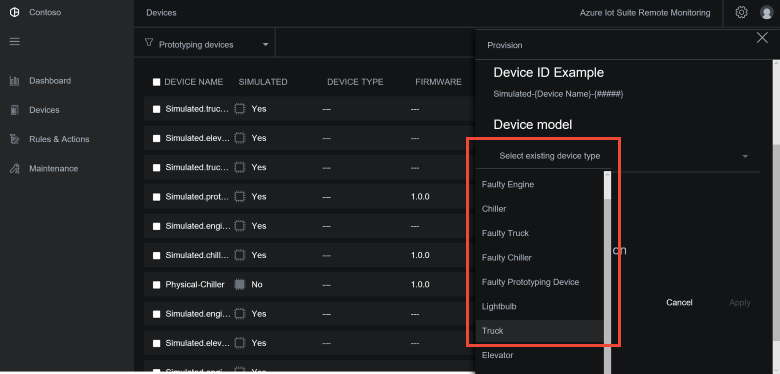 Contoso
Devices
Azure Iot Suite Remote Monitoring
Prototyping devices
Dashboard
Devices
Rules & Actions
Maintenance
DEVICE NAME SIMULATED DEVICE TYPE FIRMWARE
Simulated.truc... Yes --- ---
Simulated.elev... Yes --- ---
Simulated.truc... Yes --- ---
Simulated.prot... Yes --- 1.0.0
Simulated.engi... Yes --- ---
Simulated.chill... Yes --- 1.0.0
Physical-Chiller No --- 1.0.0
Simulated.engi... Yes --- ---
Simulated.elev... Yes --- ---
Simulated.engi... Yes --- ---
Provision
Device ID Example
Simulated-{Device Name}-{#####}
Device model
Select existing device type
Faulty Engine
Chiller
Faulty Truck
Faulty Chiller
Faulty Prototyping Device
Lightbulb
Truck
Elevator
on
Cancel Apply